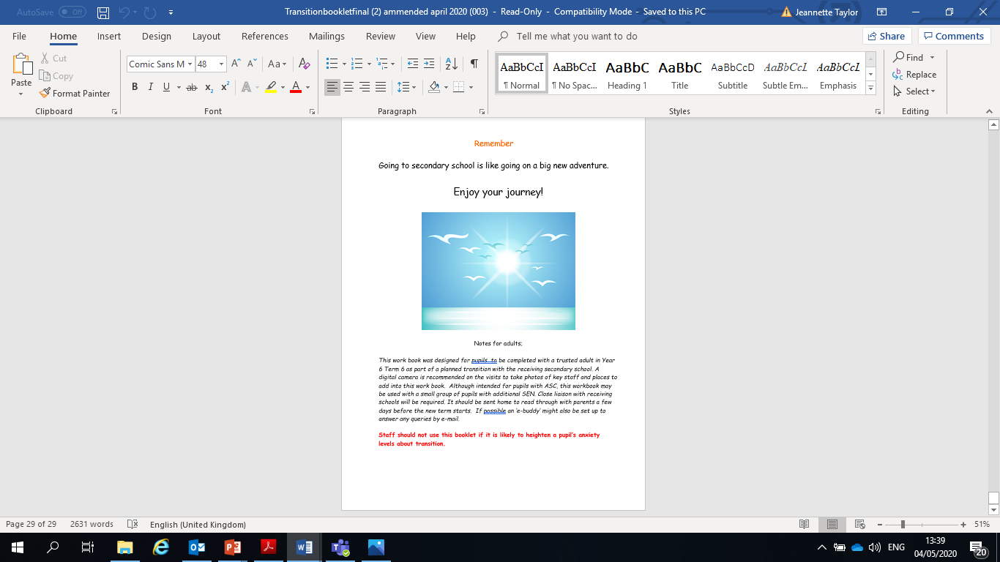 AutoSave Off
Transitionbookletfinal (2) ammended april 2020 (003) - Read-Only - Compatibility Mode - Saved to this PC
Jeannette Taylor
File Home Insert Design Layout References Mailings Review View Help Tell me what you want to do
Share Comments
Paste
Cut
Copy
Format Painter
Clipboard
Comic Sans M 48
Aa
B I U ab x₂ x²
A A
Font
Paragraph
AaBbCcI AaBbCcI AaBbC AaBbC AaBbCcD AaBbCcL AaBbCcL
¶ Normal ¶ No Spac... Heading 1 Title Subtitle Subtle Em... Emphasis
Styles
Find
Replace
Select
Editing
Remember
Going to secondary school is like going on a big new adventure.
Enjoy your journey!
Notes for adults;
This work book was designed for pupils to be completed with a trusted adult in Year
6 Term 6 as part of a planned transition with the receiving secondary school. A
digital camera is recommended on the visits to take photos of key staff and places to
add into this work book. Although intended for pupils with ASC, this workbook may
be used with a small group of pupils with additional SEN. Close liaison with receiving
schools will be required. It should be sent home to read through with parents a few
days before the new term starts. If possible an 'e-buddy' might also be set up to
answer any queries by e-mail.
Staff should not use this booklet if it is likely to heighten a pupil's anxiety
levels about transition.
Page 29 of 29 2631 words English (United Kingdom)
51%
ENG
13:39
04/05/2020
20